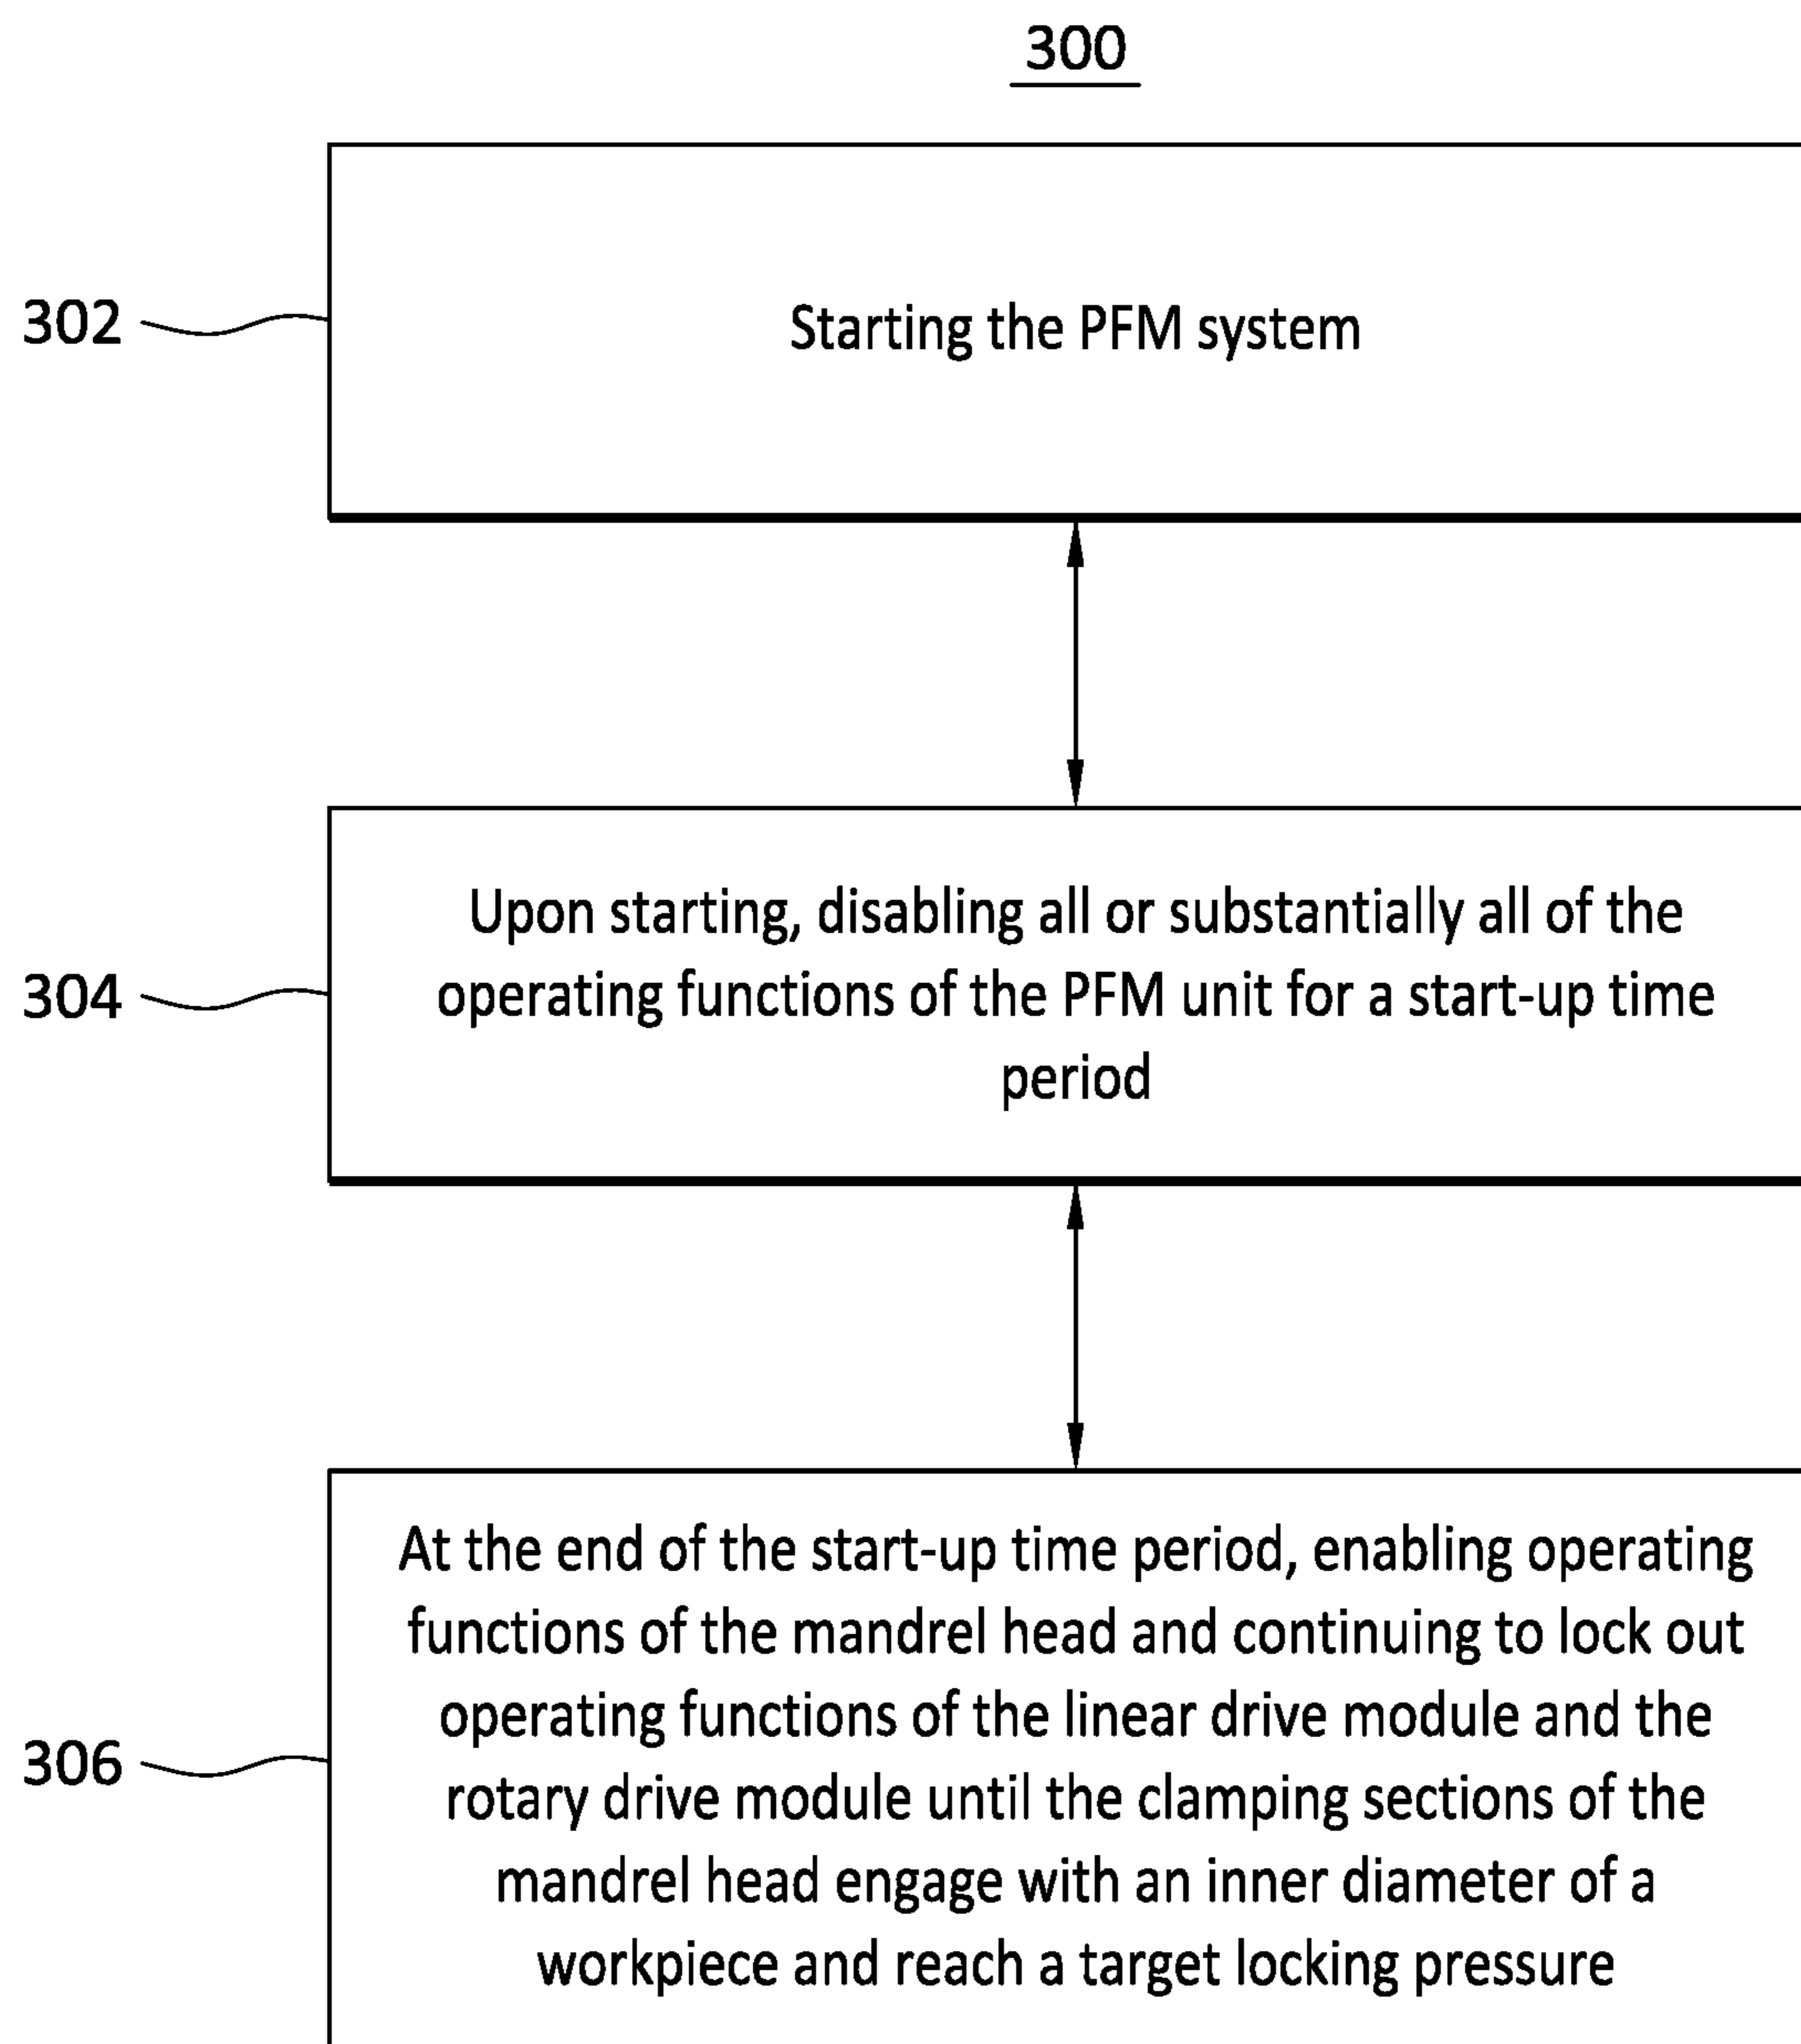 300
302
Starting the PFM system
304
Upon starting, disabling all or substantially all of the
operating functions of the PFM unit for a start-up time
period
306
At the end of the start-up time period, enabling operating
functions of the mandrel head and continuing to lock out
operating functions of the linear drive module and the
rotary drive module until the clamping sections of the
mandrel head engage with an inner diameter of a
workpiece and reach a target locking pressure